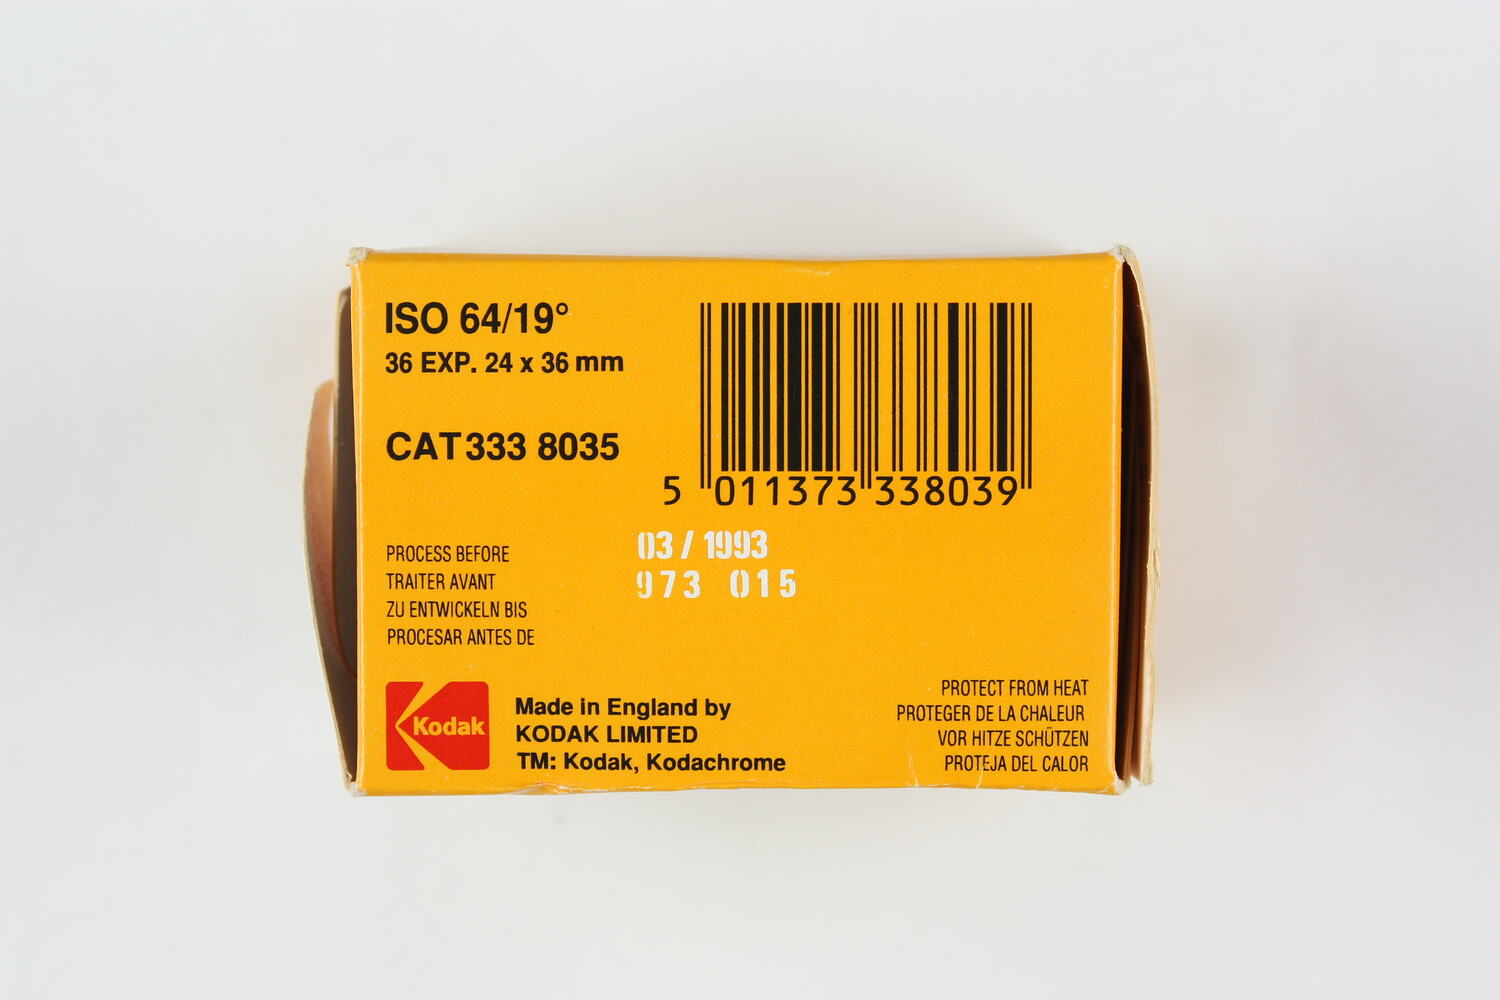 ISO 64/19°
36 EXP. 24 x 36 mm
CAT 333 8035
5 011373 338039
PROCESS BEFORE
TRAITER AVANT
ZU ENTWICKELN BIS
PROCESAR ANTES DE
03 / 1993
973 015
Kodak
Made in England by
KODAK LIMITED
TM: Kodak, Kodachrome
PROTECT FROM HEAT
PROTEGER DE LA CHALEUR
VOR HITZE SCHÜTZEN
PROTEJA DEL CALOR